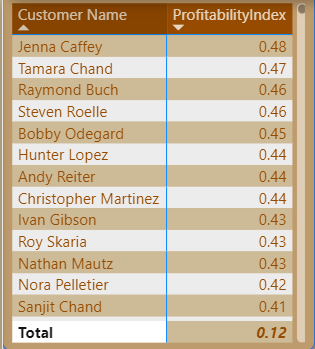 Customer Name ProfitabilityIndex
Jenna Caffey 0.48
Tamara Chand 0.47
Raymond Buch 0.46
Steven Roelle 0.46
Bobby Odegard 0.45
Hunter Lopez 0.44
Andy Reiter 0.44
Christopher Martinez 0.44
Ivan Gibson 0.43
Roy Skaria 0.43
Nathan Mautz 0.43
Nora Pelletier 0.42
Sanjit Chand 0.41
Total 0.12